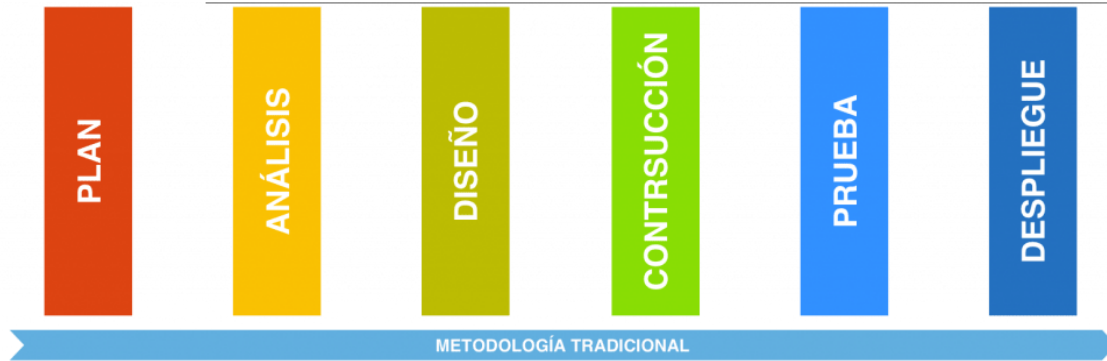 PLAN
ANÁLISIS
DISEÑO
CONTRSUCCIÓN
PRUEBA
DESPLIEGUE
METODOLOGÍA TRADICIONAL